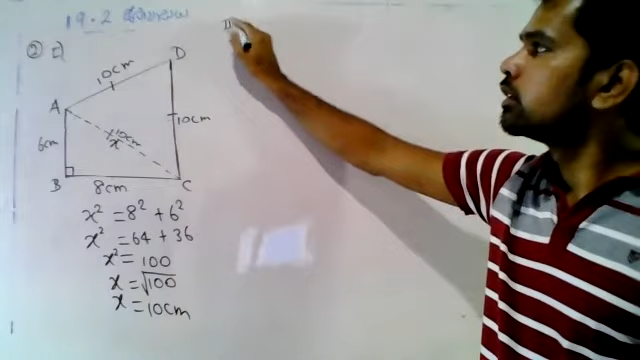 19.2
② i)
10cm
D
A
10cm
6cm
x
B
8cm
C
x² = 8² + 6²
x² = 64 + 36
x² = 100
x = √100
x = 10cm